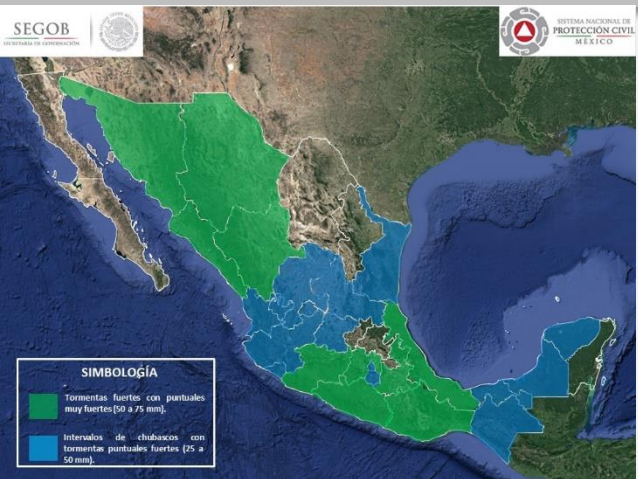 SEGOB
SECRETARÍA DE GOBERNACIÓN
SISTEMA NACIONAL DE
PROTECCIÓN CIVIL
MÉXICO
SIMBOLOGÍA
Tormentas fuertes con puntuales
muy fuertes (50 a 75 mm).
Intervalos de chubascos con
tormentas puntuales fuertes (25 a
50 mm).